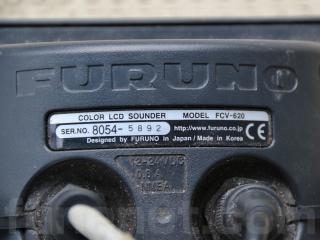 FURUNO
COLOR LCD SOUNDER MODEL FCV-620
SER.NO. 8054-5892 http://www.furuno.co.jp CE
Designed by FURUNO in Japan / Made in Korea
12-24VDC
0.8A
NMEA